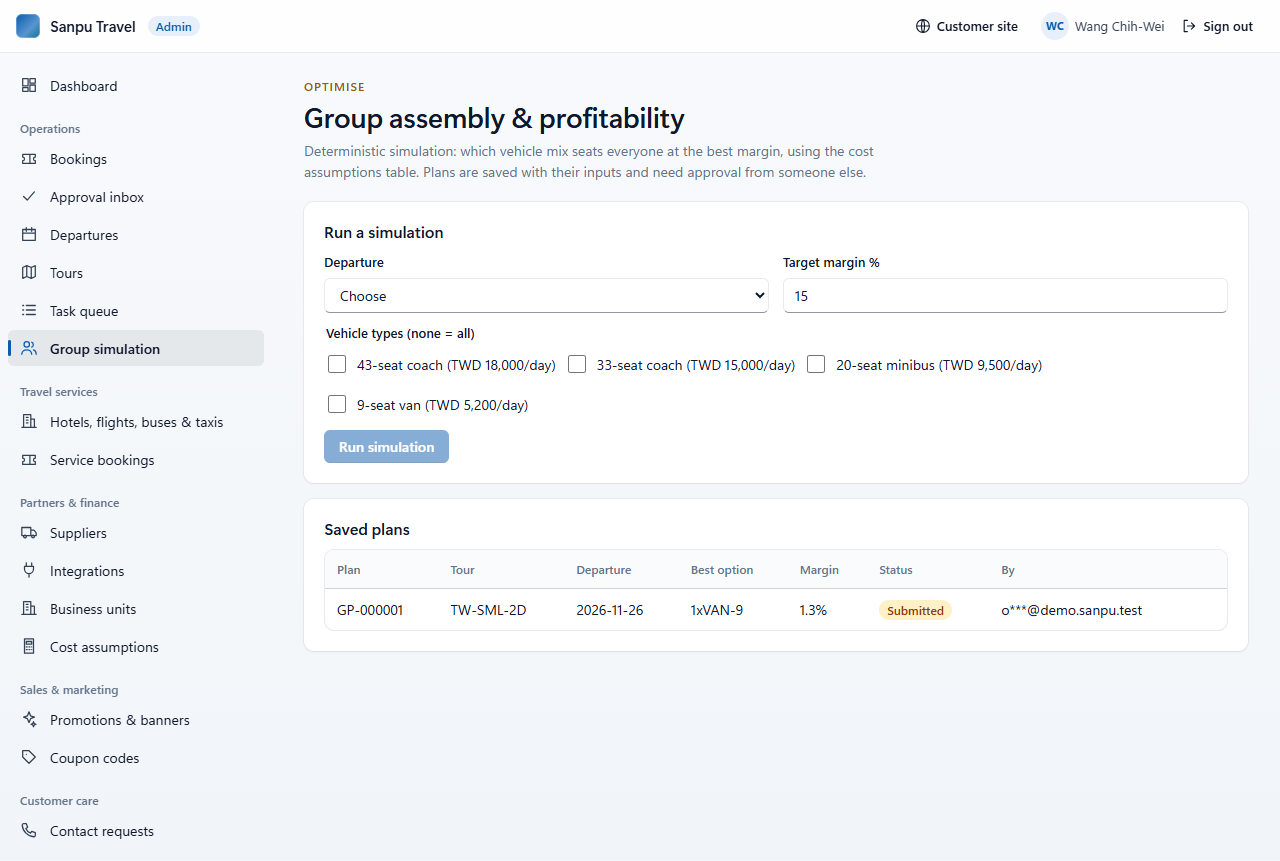 Sanpu Travel Admin Customer site WC Wang Chih-Wei Sign out
Dashboard
Operations
Bookings
Approval inbox
Departures
Tours
Task queue
Group simulation
Travel services
Hotels, flights, buses & taxis
Service bookings
Partners & finance
Suppliers
Integrations
Business units
Cost assumptions
Sales & marketing
Promotions & banners
Coupon codes
Customer care
Contact requests
OPTIMISE
Group assembly & profitability
Deterministic simulation: which vehicle mix seats everyone at the best margin, using the cost
assumptions table. Plans are saved with their inputs and need approval from someone else.
Run a simulation
Departure Target margin %
Choose 15
Vehicle types (none = all)
43-seat coach (TWD 18,000/day) 33-seat coach (TWD 15,000/day) 20-seat minibus (TWD 9,500/day)
9-seat van (TWD 5,200/day)
Run simulation
Saved plans
Plan Tour Departure Best option Margin Status By
GP-000001 TW-SML-2D 2026-11-26 1xVAN-9 1.3% Submitted o***@demo.sanpu.test